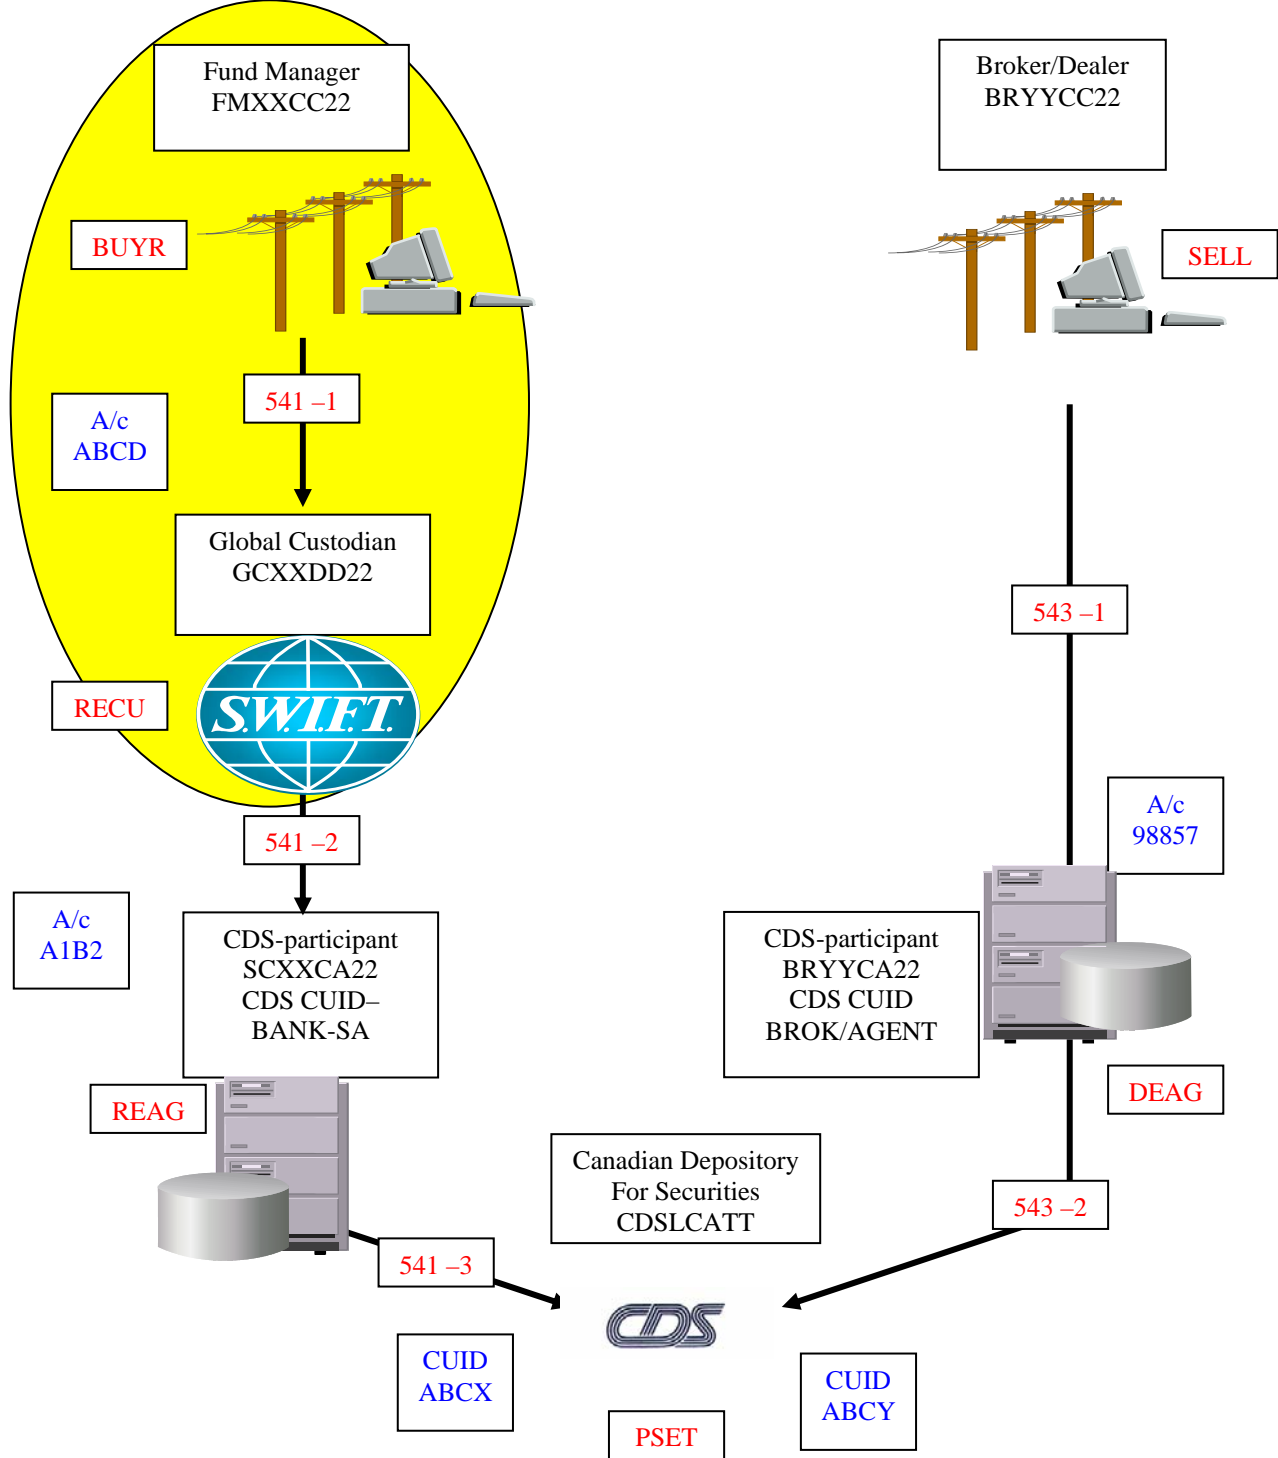 Fund Manager
FMXXCC22
Broker/Dealer
BRYYCC22
BUYR
SELL
541 –1
A/c
ABCD
Global Custodian
GCXXDD22
543 –1
RECU
S.W.I.F.T.
A/c
98857
541 –2
A/c
A1B2
CDS-participant
SCXXCA22
CDS CUID–
BANK-SA
CDS-participant
BRYYCA22
CDS CUID
BROK/AGENT
REAG
DEAG
Canadian Depository
For Securities
CDSLCATT
543 –2
541 –3
CDS
CUID
ABCX
CUID
ABCY
PSET